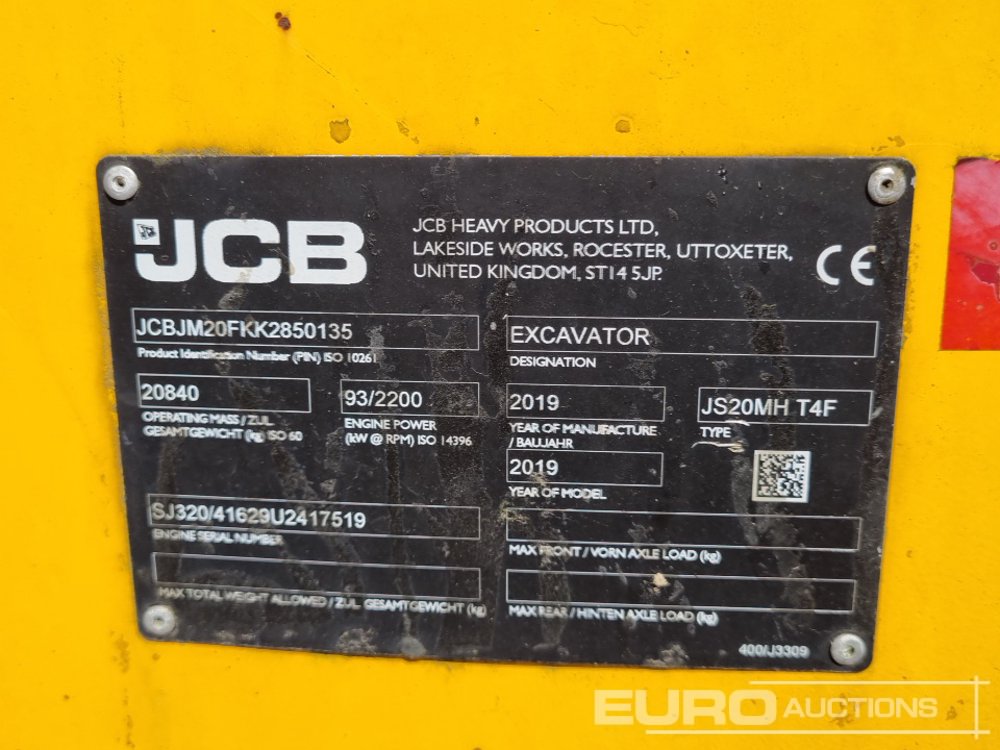 JCB
JCB HEAVY PRODUCTS LTD,
LAKESIDE WORKS, ROCESTER, UTTOXETER,
UNITED KINGDOM, ST14 5JP.
CE
JCBJM20FKK2850135
Product Identification Number (PIN) ISO 10261
EXCAVATOR
DESIGNATION
20840
OPERATING MASS / ZUL.
GESAMTGEWICHT (kg) ISO 60
93/2200
ENGINE POWER
(kW @ RPM) ISO 14396
2019
YEAR OF MANUFACTURE
/ BAUJAHR
JS20MH T4F
TYPE
2019
YEAR OF MODEL
SJ320/41629U2417519
ENGINE SERIAL NUMBER
MAX FRONT / VORN AXLE LOAD (kg)
MAX TOTAL WEIGHT ALLOWED / ZUL. GESAMTGEWICHT (kg)
MAX REAR / HINTEN AXLE LOAD (kg)
400/J3309
EURO AUCTIONS